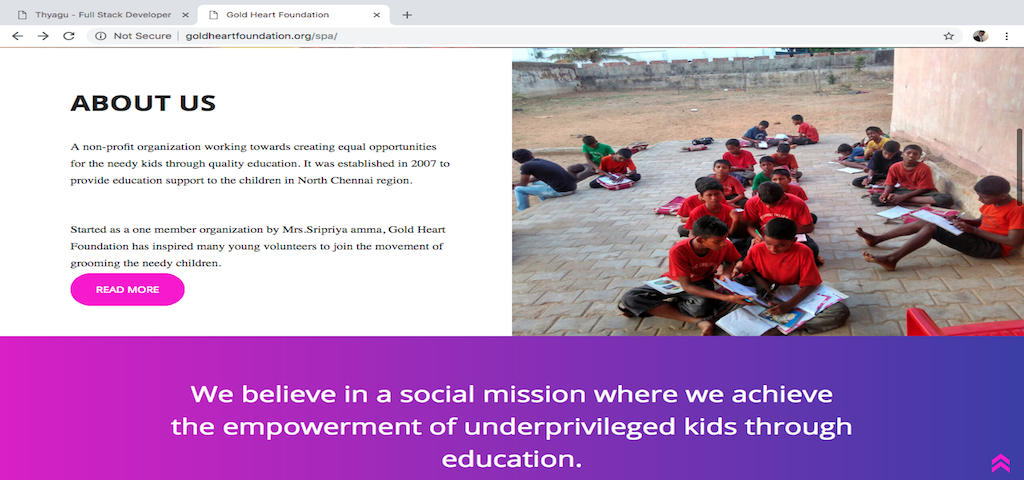 Thyagu - Full Stack Developer
Gold Heart Foundation
Not Secure
goldheartfoundation.org/spa/
ABOUT US
A non-profit organization working towards creating equal opportunities
for the needy kids through quality education. It was established in 2007 to
provide education support to the children in North Chennai region.
Started as a one member organization by Mrs.Sripriya amma, Gold Heart
Foundation has inspired many young volunteers to join the movement of
grooming the needy children.
READ MORE
We believe in a social mission where we achieve
the empowerment of underprivileged kids through
education.